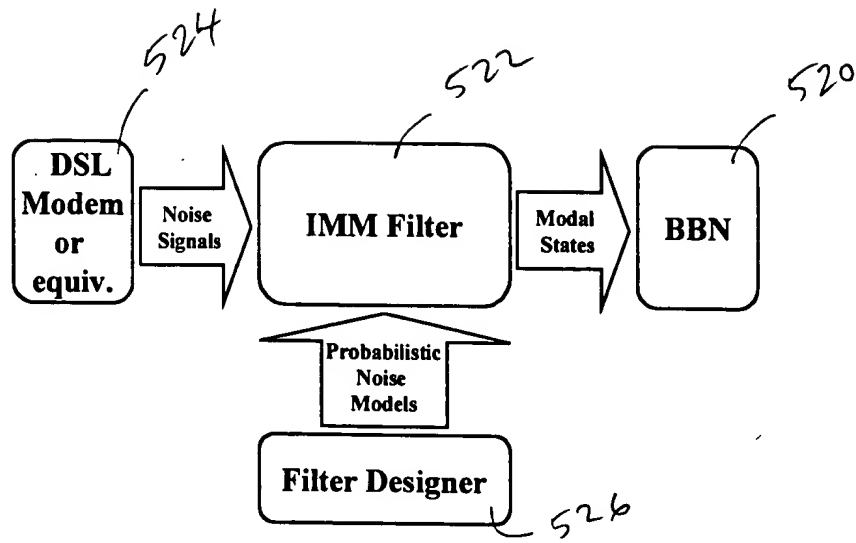 524
522
520
DSL
Modem
or
equiv.
Noise
Signals
IMM Filter
Modal
States
BBN
Probabilistic
Noise
Models
Filter Designer
526